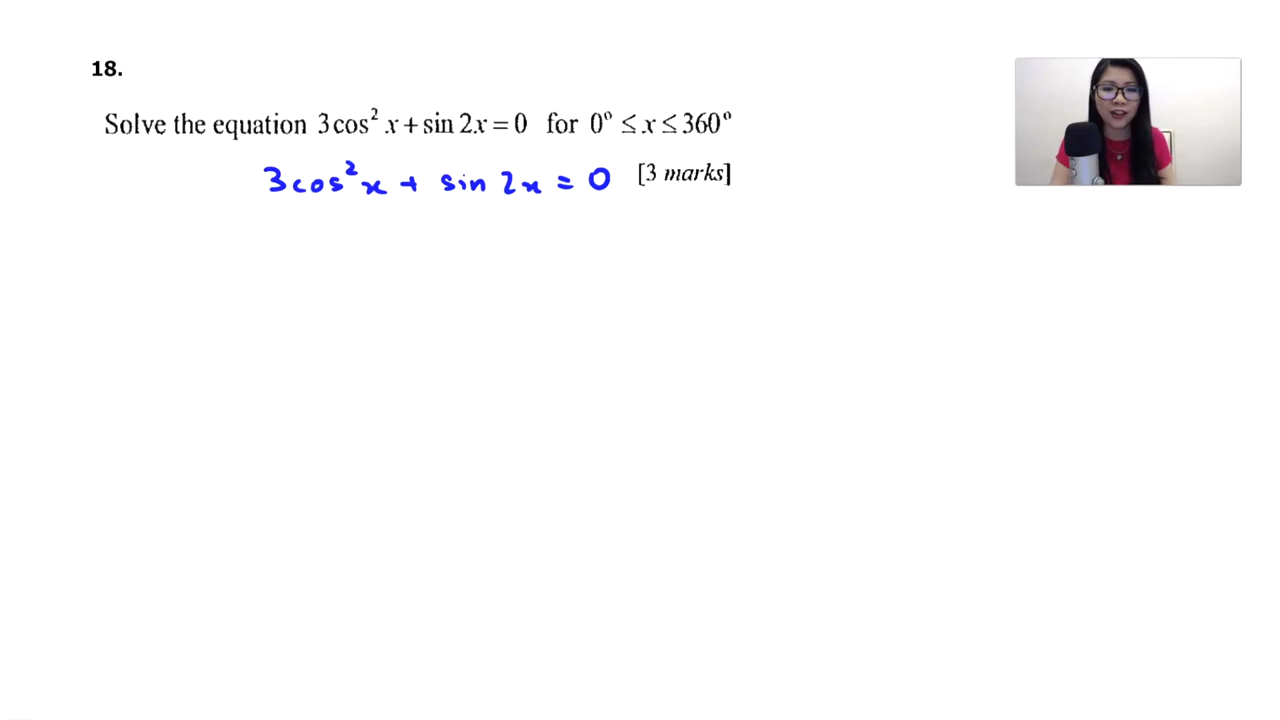 18.
Solve the equation 3cos² x + sin 2x = 0 for 0° ≤ x ≤ 360°
3cos²x + sin 2x = 0 [3 marks]